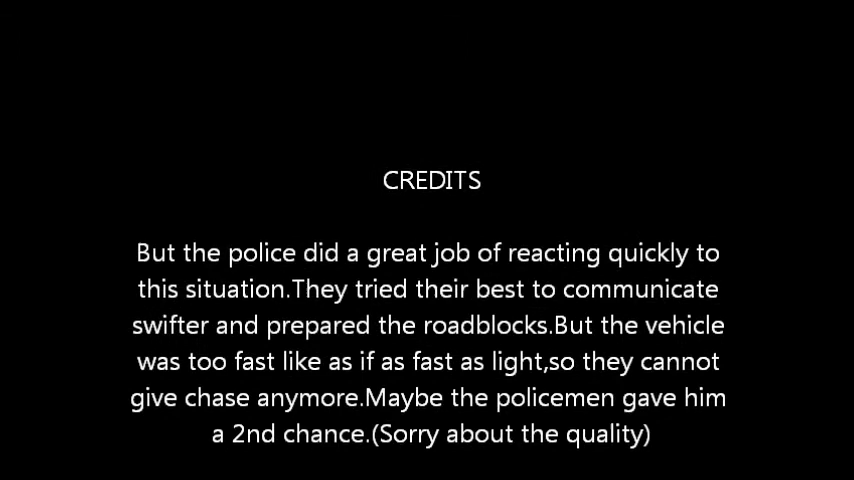 CREDITS
But the police did a great job of reacting quickly to
this situation.They tried their best to communicate
swifter and prepared the roadblocks.But the vehicle
was too fast like as if as fast as light,so they cannot
give chase anymore.Maybe the policemen gave him
a 2nd chance.(Sorry about the quality)